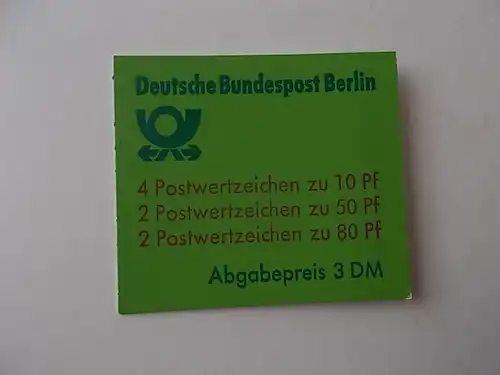 Deutsche Bundespost Berlin
4 Postwertzeichen zu 10 Pf
2 Postwertzeichen zu 50 Pf
2 Postwertzeichen zu 80 Pf
Abgabepreis 3 DM